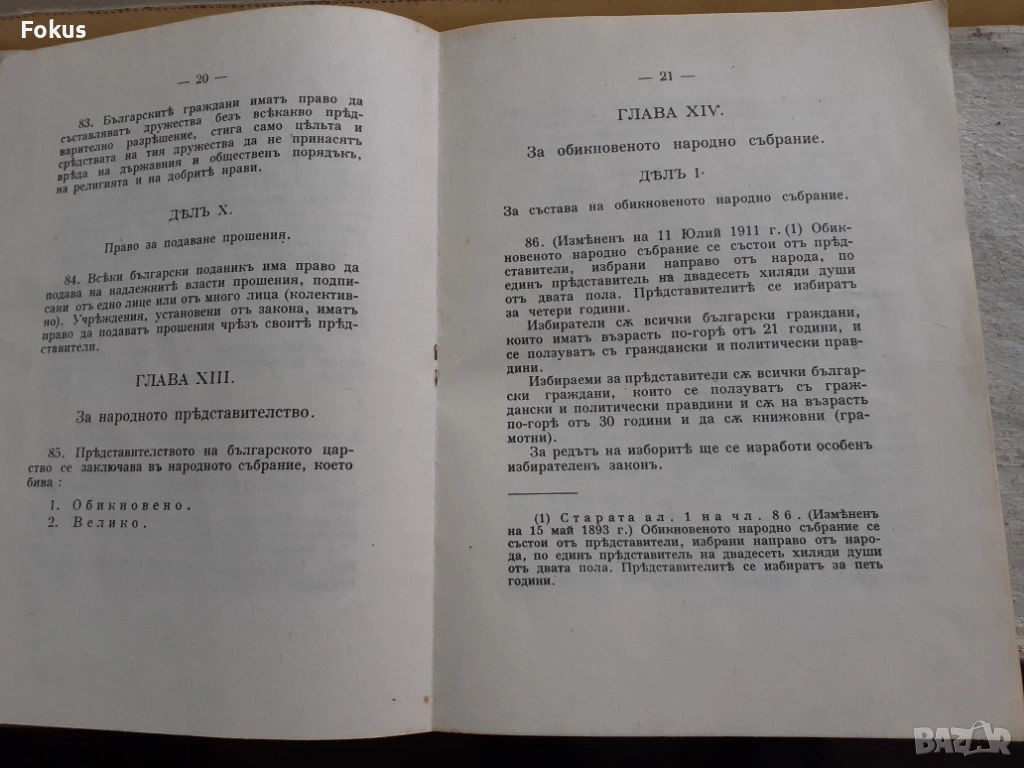 Fokus
— 20 —
83. Българскитѣ граждани иматъ право да
съставляватъ дружества безъ всѣкакво прѣд-
варително разрѣшение, стига само цѣльта и
срѣдствата на тия дружества да не принасятъ
врѣда на държавния и общественъ порядъкъ,
на религията и на добритѣ нрави.
ДѢЛЪ X.
Право за подаване прошения.
84. Всѣки български поданикъ има право да
подава на надлежнитѣ власти прошения, подпи-
сани отъ едно лице или отъ много лица (колектив-
но). Учрѣждения, установени отъ закона, иматъ
право да подаватъ прошения чрѣзъ своитѣ прѣд-
ставители.
ГЛАВА XIII.
За народното прѣдставителство.
85. Прѣдставителството на българското цар-
ство се заключава въ народното събрание, което
бива :
1. Обикновено.
2. Велико.
— 21 —
ГЛАВА XIV.
За обикновеното народно събрание.
ДѢЛЪ I.
За състава на обикновеното народно събрание.
86. (Измѣненъ на 11 Юлий 1911 г. (1) Обик-
новеното народно събрание се състои отъ прѣд-
ставители, избрани направо отъ народа, по
единъ прѣдставитель на двадесеть хиляди души
отъ двата пола. Прѣдставителитѣ се избиратъ
за четери години.
Избиратели сѫ всички български граждани,
които иматъ възрасть по-горѣ отъ 21 години, и
се ползуватъ съ граждански и политически прав-
дини.
Избираеми за прѣдставители сѫ всички българ-
ски граждани, които се ползуватъ съ граж-
дански и политически правдини и сѫ на възрасть
по-горѣ отъ 30 години и да сѫ книжовни (гра-
мотни).
За редътъ на изборитѣ ще се изработи особенъ
избирателенъ законъ.
(1) Старата ал. 1 на чл. 86. (Измѣненъ
на 15 май 1893 г.) Обикновеното народно събрание се
състои отъ прѣдставители, избрани направо отъ наро-
да, по единъ прѣдставитель на двадесеть хиляди души
отъ двата пола. Прѣдставителитѣ се избиратъ за петь
години.
BAZAR